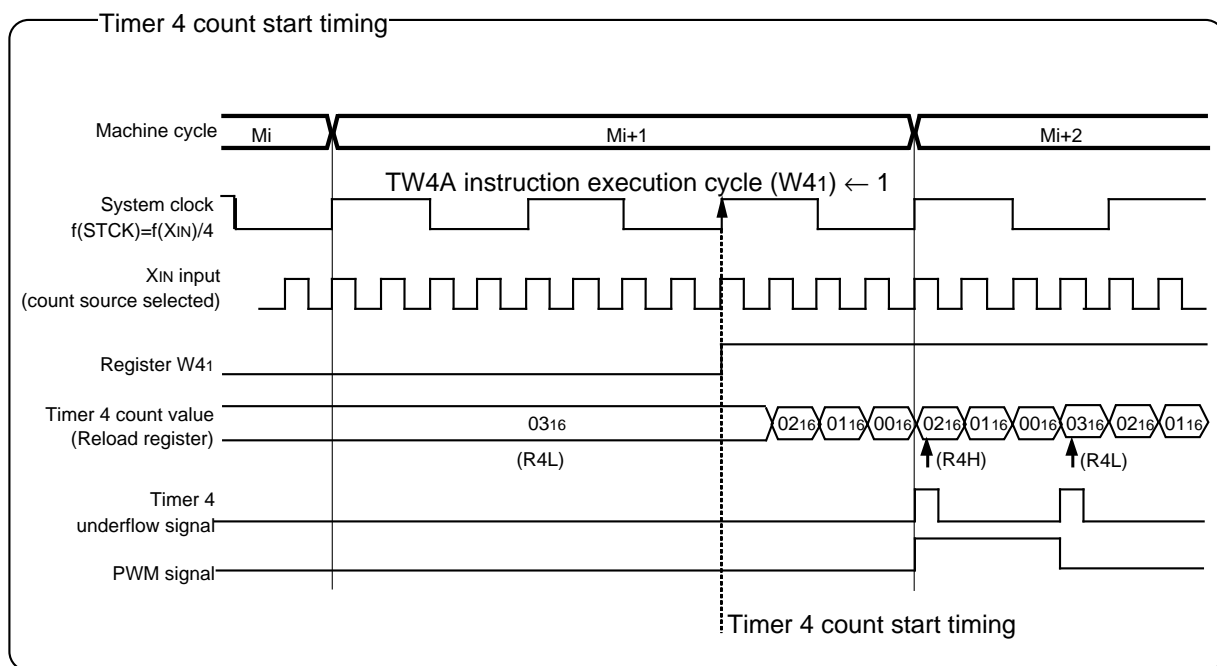 Timer 4 count start timing
Machine cycle
Mi
Mi+1
Mi+2
TW4A instruction execution cycle (W41) ← 1
System clock
f(STCK)=f(XIN)/4
XIN input
(count source selected)
Register W41
Timer 4 count value
(Reload register)
0316
0216 0116 0016 0216 0116 0016 0316 0216 0116
(R4L)
(R4H)
(R4L)
Timer 4
underflow signal
PWM signal
Timer 4 count start timing